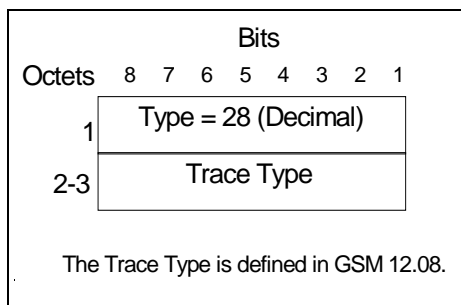 Bits
Octets 8 7 6 5 4 3 2 1
1 Type = 28 (Decimal)
2-3 Trace Type
The Trace Type is defined in GSM 12.08.